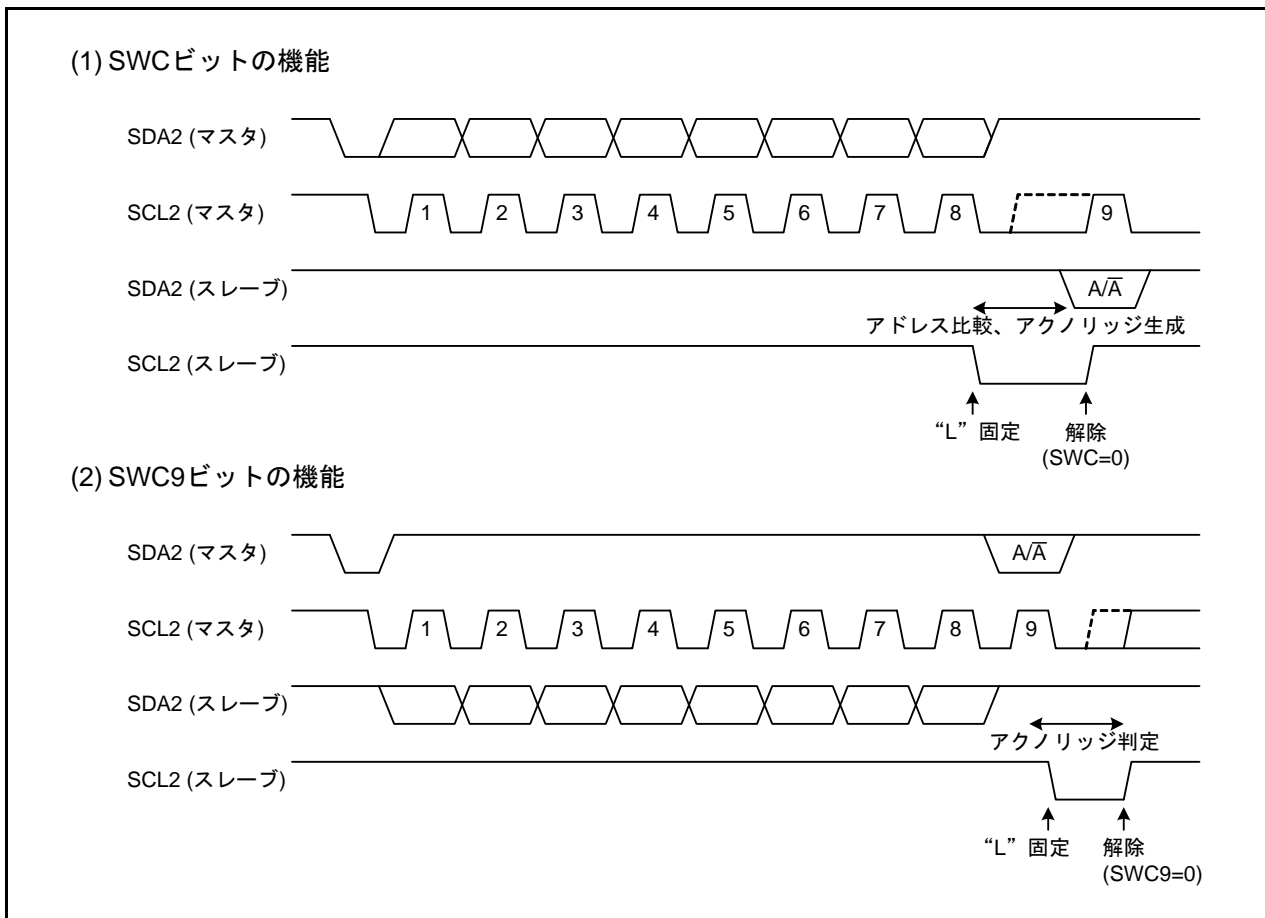 (1) SWCビットの機能
SDA2 (マスタ)
SCL2 (マスタ)
1 2 3 4 5 6 7 8 9
SDA2 (スレーブ)
A/A̅
アドレス比較、アクノリッジ生成
SCL2 (スレーブ)
“L” 固定 解除
(SWC=0)
(2) SWC9ビットの機能
SDA2 (マスタ)
A/A̅
SCL2 (マスタ)
1 2 3 4 5 6 7 8 9
SDA2 (スレーブ)
アクノリッジ判定
SCL2 (スレーブ)
“L” 固定 解除
(SWC9=0)